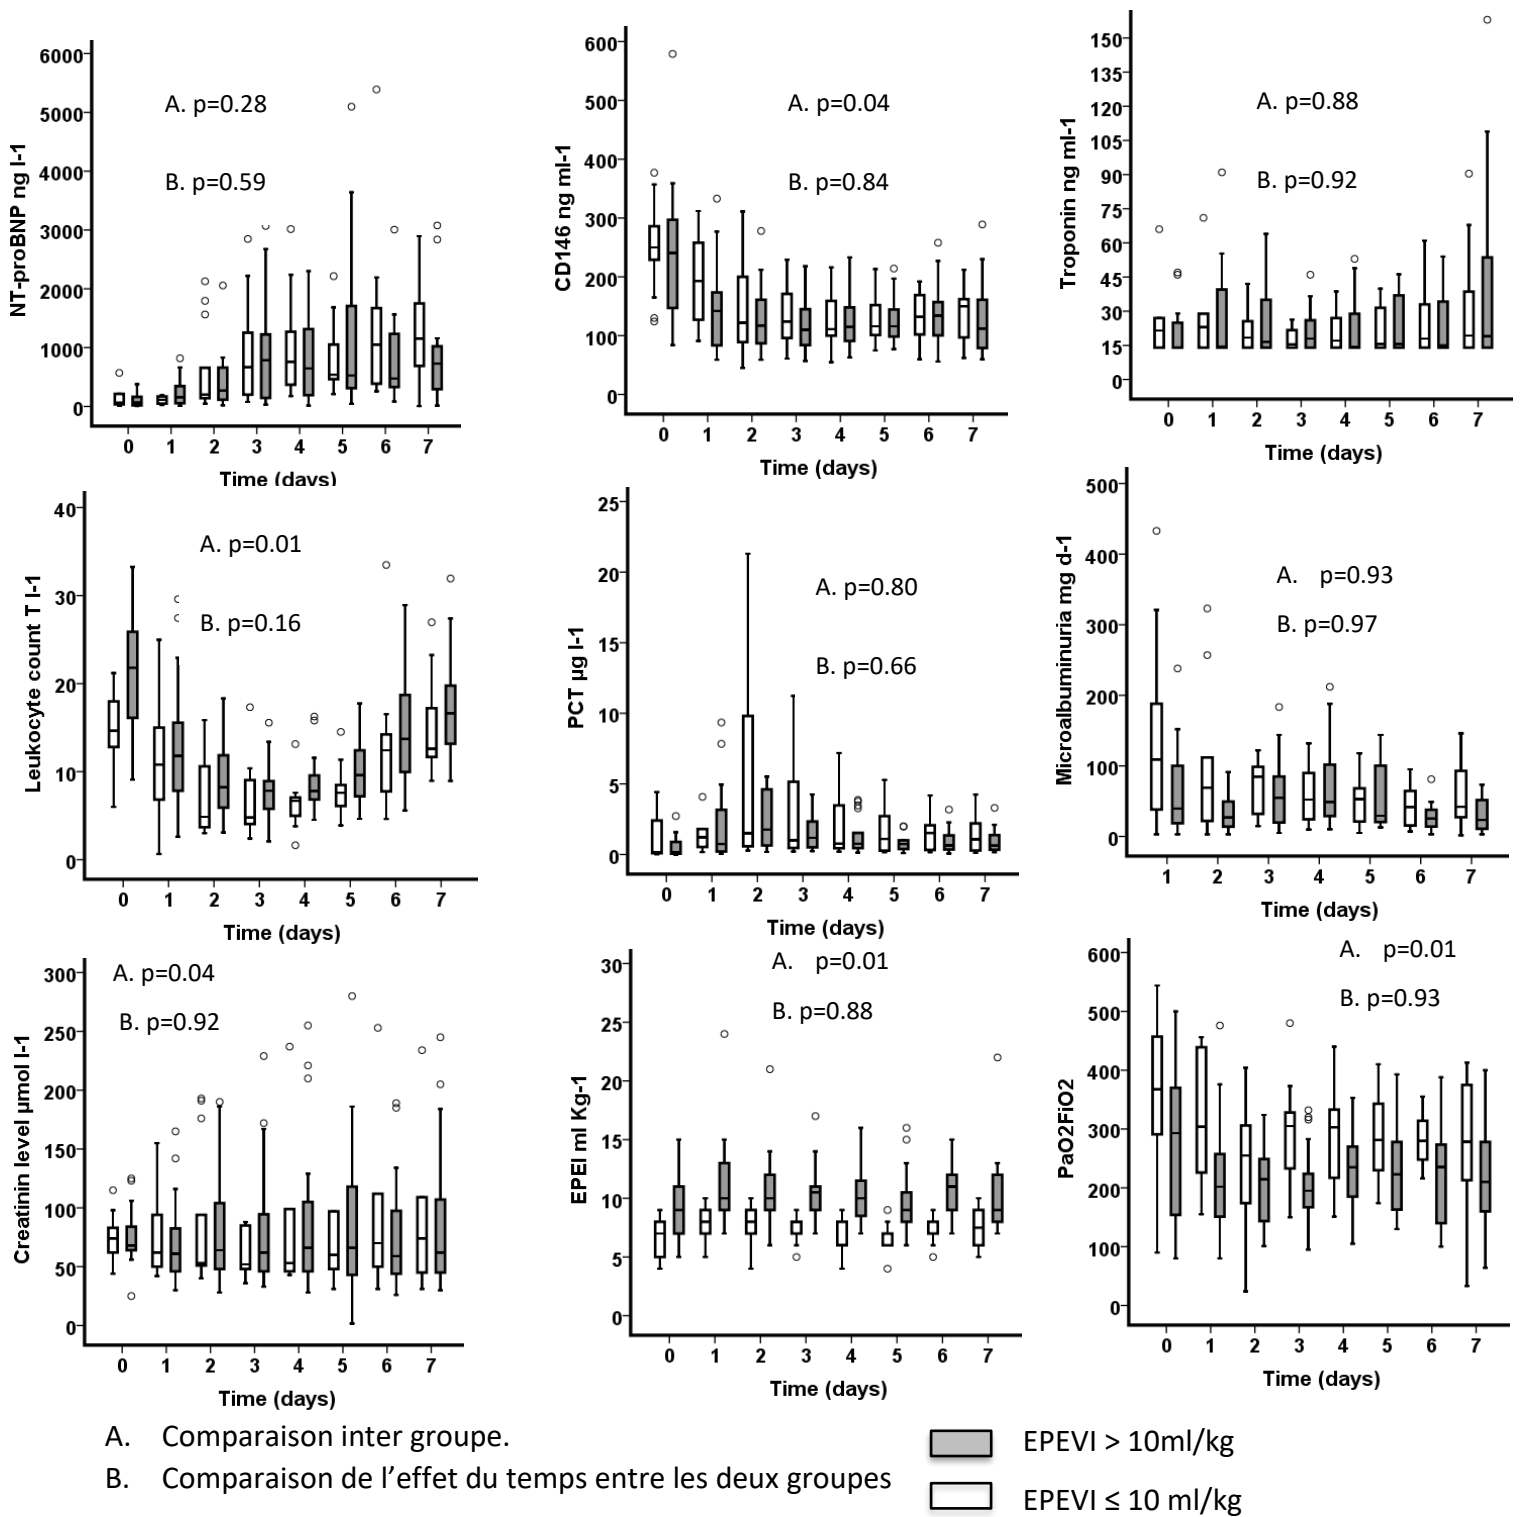 NT-proBNP ng l-1
6000
5000
4000
3000
2000
1000
0
A. p=0.28
B. p=0.59
0 1 2 3 4 5 6 7
Time (days)
CD146 ng ml-1
600
500
400
300
200
100
0
A. p=0.04
B. p=0.84
0 1 2 3 4 5 6 7
Time (days)
Troponin ng ml-1
150
135
120
105
90
75
60
45
30
15
0
A. p=0.88
B. p=0.92
0 1 2 3 4 5 6 7
Time (days)
Leukocyte count T l-1
40
30
20
10
0
A. p=0.01
B. p=0.16
0 1 2 3 4 5 6 7
Time (days)
PCT µg l-1
25
20
15
10
5
0
A. p=0.80
B. p=0.66
0 1 2 3 4 5 6 7
Time (days)
Microalbuminuria mg d-1
500
400
300
200
100
0
A. p=0.93
B. p=0.97
1 2 3 4 5 6 7
Time (days)
Creatinin level µmol l-1
300
250
200
150
100
50
0
A. p=0.04
B. p=0.92
0 1 2 3 4 5 6 7
Time (days)
EPEI ml Kg-1
30
25
20
15
10
5
0
A. p=0.01
B. p=0.88
0 1 2 3 4 5 6 7
Time (days)
PaO2FiO2
600
500
400
300
200
100
0
A. p=0.01
B. p=0.93
0 1 2 3 4 5 6 7
Time (days)
A. Comparaison inter groupe.
B. Comparaison de l’effet du temps entre les deux groupes
EPEVI > 10ml/kg
EPEVI ≤ 10 ml/kg